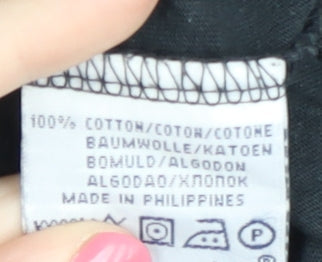 100% COTTON/COTON/COTONE
BAUMWOLLE/KATOEN
BOMULD/ALGODON
ALGODAO/ХЛОПОК
MADE IN PHILIPPINES
P